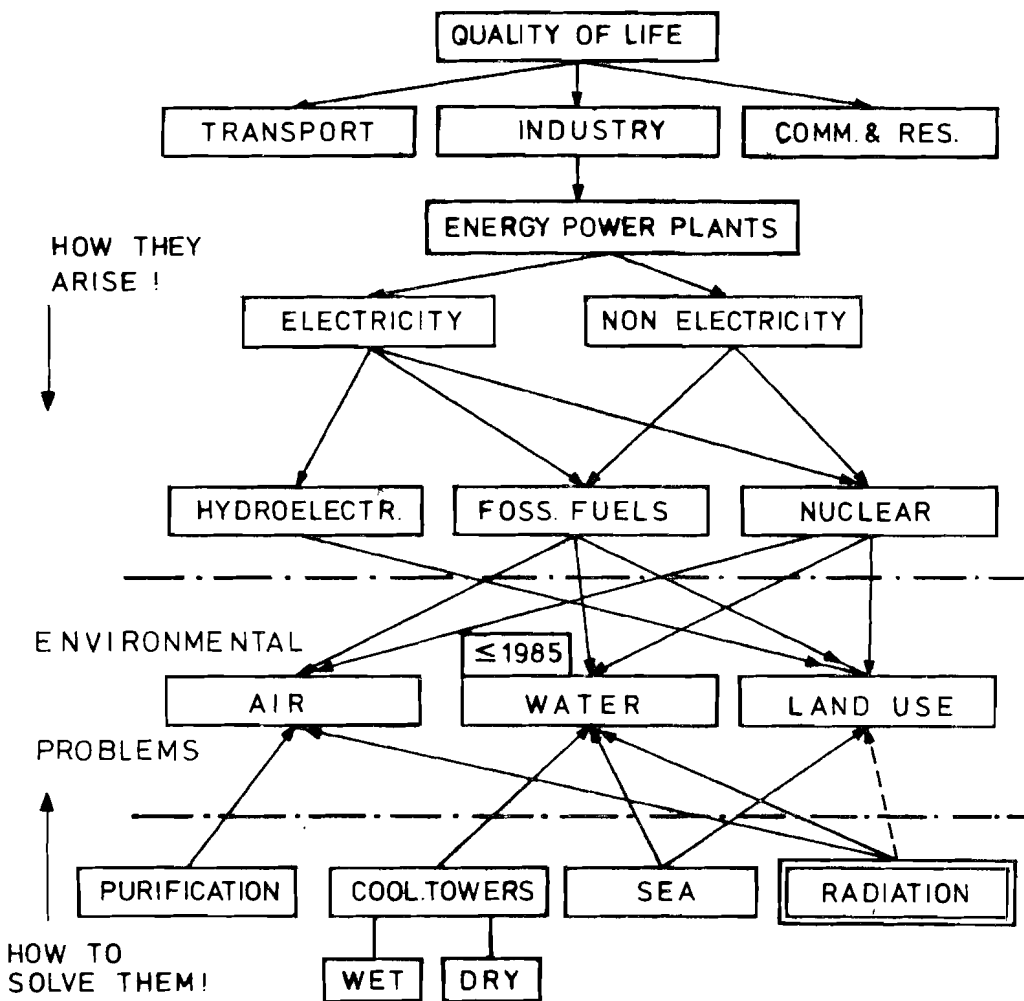 QUALITY OF LIFE
TRANSPORT
INDUSTRY
COMM. & RES.
ENERGY POWER PLANTS
HOW THEY
ARISE !
ELECTRICITY
NON ELECTRICITY
HYDROELECTR.
FOSS. FUELS
NUCLEAR
ENVIRONMENTAL
≤1985
AIR
WATER
LAND USE
PROBLEMS
PURIFICATION
COOL.TOWERS
SEA
RADIATION
HOW TO
SOLVE THEM!
WET
DRY